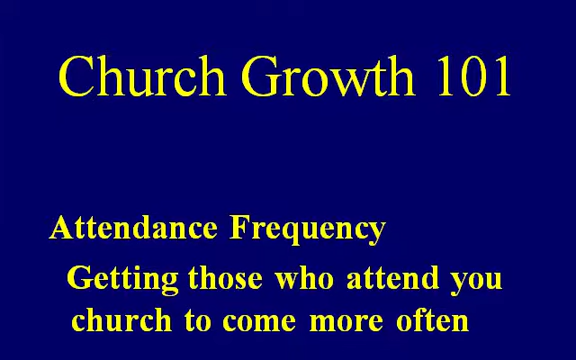 Church Growth 101
Attendance Frequency
Getting those who attend you
church to come more often